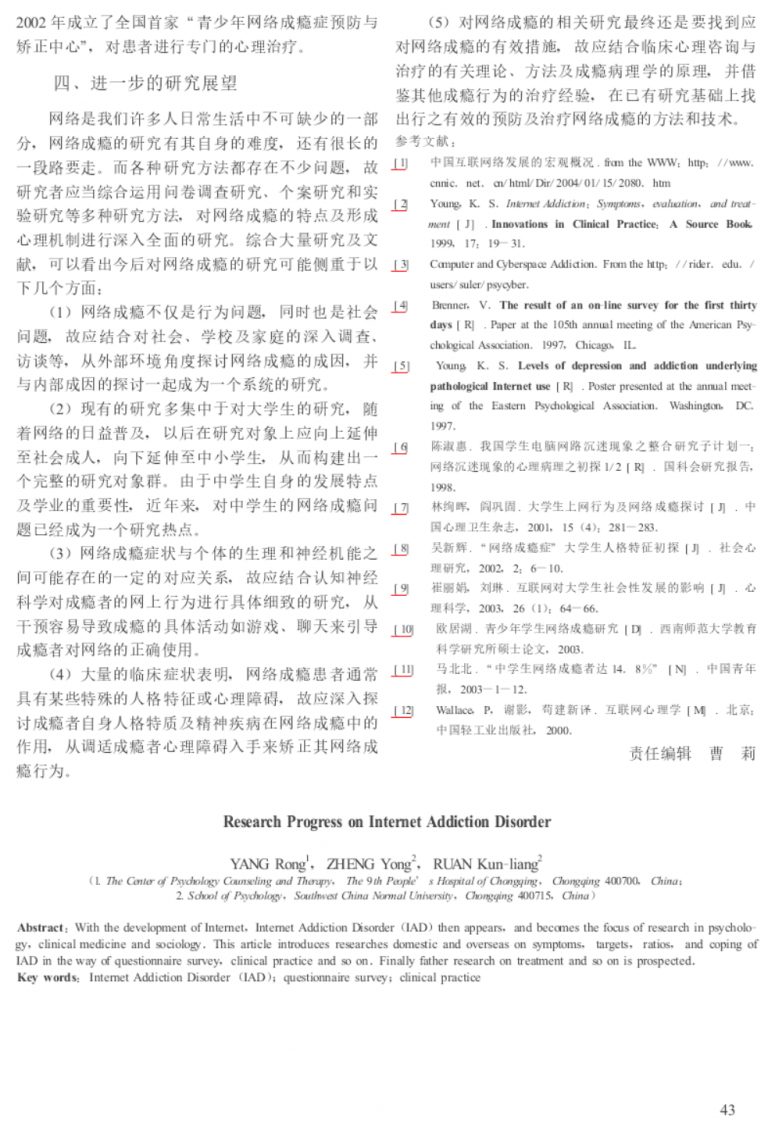 2002 年成立了全国首家“青少年网络成瘾症预防与
矫正中心”, 对患者进行专门的心理治疗。
四、进一步的研究展望
网络是我们许多人日常生活中不可缺少的一部
分, 网络成瘾的研究有其自身的难度, 还有很长的
一段路要走。而各种研究方法都存在不少问题, 故
研究者应当综合运用问卷调查研究、个案研究和实
验研究等多种研究方法, 对网络成瘾的特点及形成
心理机制进行深入全面的研究。综合大量研究及文
献, 可以看出今后对网络成瘾的研究可能侧重于以
下几个方面:
(1) 网络成瘾不仅是行为问题, 同时也是社会
问题, 故应结合对社会、学校及家庭的深入调查、
访谈等, 从外部环境角度探讨网络成瘾的成因, 并
与内部成因的探讨一起成为一个系统的研究。
(2) 现有的研究多集中于对大学生的研究, 随
着网络的日益普及, 以后在研究对象上应向上延伸
至社会成人, 向下延伸至中小学生, 从而构建出一
个完整的研究对象群。由于中学生自身的发展特点
及学业的重要性, 近年来, 对中学生的网络成瘾问
题已经成为一个研究热点。
(3) 网络成瘾症状与个体的生理和神经机能之
间可能存在的一定的对应关系, 故应结合认知神经
科学对成瘾者的网上行为进行具体细致的研究, 从
干预容易导致成瘾的具体活动如游戏、聊天来引导
成瘾者对网络的正确使用。
(4) 大量的临床症状表明, 网络成瘾患者通常
具有某些特殊的人格特征或心理障碍, 故应深入探
讨成瘾者自身人格特质及精神疾病在网络成瘾中的
作用, 从调适成瘾者心理障碍入手来矫正其网络成
瘾行为。
(5) 对网络成瘾的相关研究最终还是要找到应
对网络成瘾的有效措施, 故应结合临床心理咨询与
治疗的有关理论、方法及成瘾病理学的原理, 并借
鉴其他成瘾行为的治疗经验, 在已有研究基础上找
出行之有效的预防及治疗网络成瘾的方法和技术。
参考文献:
[1] 中国互联网络发展的宏观概况. from the WWW: http: //www.
cnnic. net. cn/html/Dir/2004/01/15/2080. htm
[2] Young, K. S. Internet Addiction: Symptoms, evaluation, and treat-
ment [J] . Innovations in Clinical Practice: A Source Book,
1999, 17: 19-31.
[3] Computer and Cyberspace Addiction. From the http: //rider. edu. /
users/suler/psycyber.
[4] Brenner, V. The result of an on-line survey for the first thirty
days [R] . Paper at the 105th annual meeting of the American Psy-
chological Association. 1997, Chicago, IL.
[5] Young, K. S. Levels of depression and addiction underlying
pathological Internet use [R] . Poster presented at the annual meet-
ing of the Eastern Psychological Association. Washington, DC.
1997.
[6] 陈淑惠. 我国学生电脑网路沉迷现象之整合研究子计划一:
网络沉迷现象的心理病理之初探 1/2 [R] . 国科会研究报告,
1998.
[7] 林绚晖, 阎巩固. 大学生上网行为及网络成瘾探讨 [J] . 中
国心理卫生杂志, 2001, 15 (4): 281-283.
[8] 吴新辉. “网络成瘾症”大学生人格特征初探 [J] . 社会心
理研究, 2002, 2: 6-10.
[9] 崔丽娟, 刘琳. 互联网对大学生社会性发展的影响 [J] . 心
理科学, 2003, 26 (1): 64-66.
[10] 欧居湖. 青少年学生网络成瘾研究 [D] . 西南师范大学教育
科学研究所硕士论文, 2003.
[11] 马北北. “中学生网络成瘾者达 14. 8%” [N] . 中国青年
报, 2003-1-12.
[12] Wallace, P, 谢影, 苟建新译. 互联网心理学 [M] . 北京:
中国轻工业出版社, 2000.
责任编辑 曹 莉
Research Progress on Internet Addiction Disorder
YANG Rong1, ZHENG Yong2, RUAN Kun-liang2
(1. The Center of Psychology Counseling and Therapy, The 9th People’ s Hospital of Chongqing, Chongqing 400700, China;
2. School of Psychology, Southwest China Normal University, Chongqing 400715, China)
Abstract: With the development of Internet, Internet Addiction Disorder (IAD) then appears, and becomes the focus of research in psycholo-
gy, clinical medicine and sociology. This article introduces researches domestic and overseas on symptoms, targets, ratios, and coping of
IAD in the way of questionnaire survey, clinical practice and so on. Finally father research on treatment and so on is prospected.
Key words: Internet Addiction Disorder (IAD); questionnaire survey; clinical practice
43